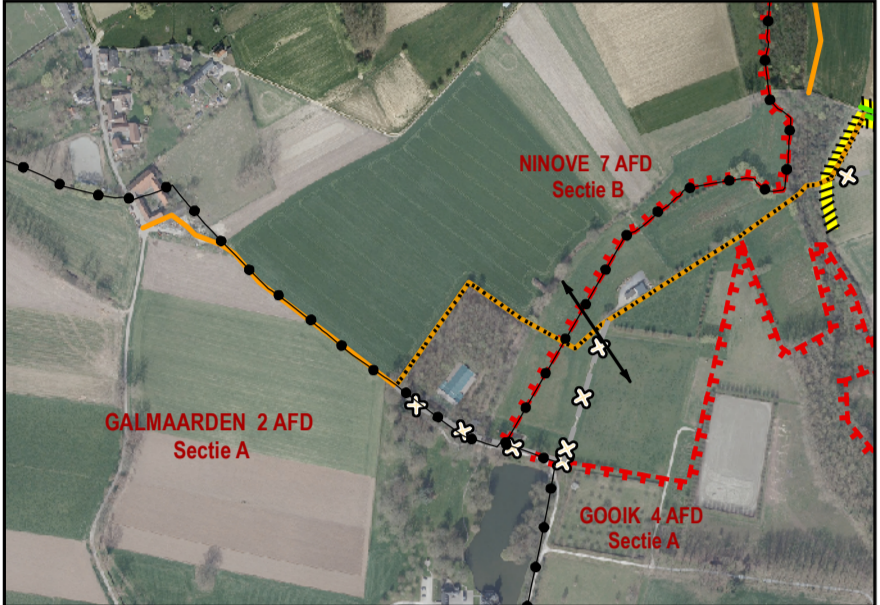 NINOVE 7 AFD
Sectie B
GALMAARDEN 2 AFD
Sectie A
GOOIK 4 AFD
Sectie A